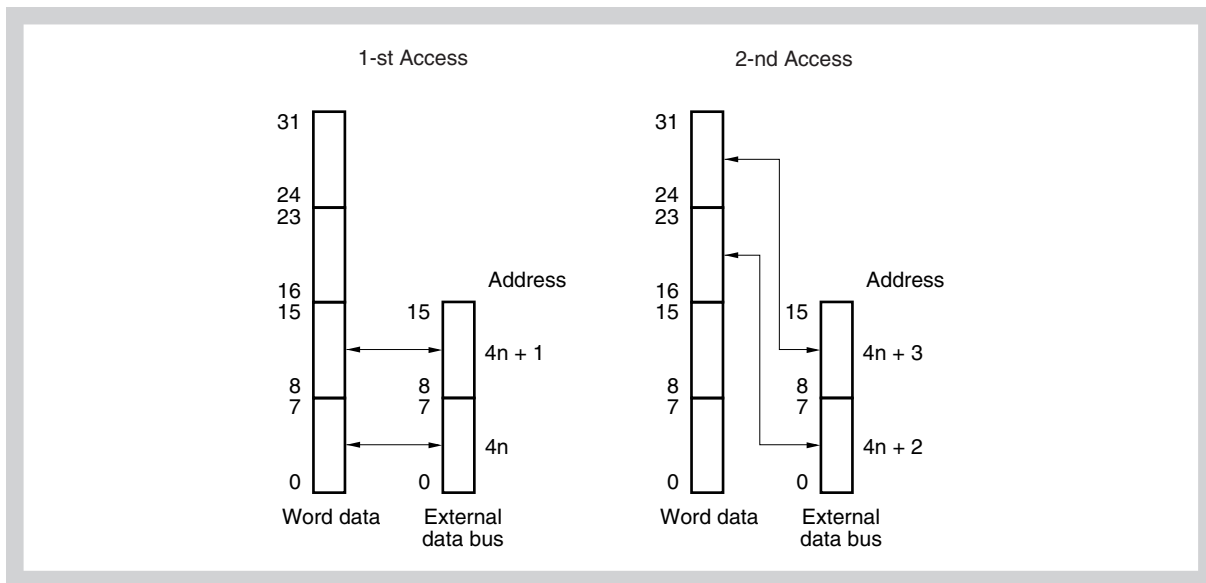 1-st Access
31
24
23
16
15
8
7
0
Word data
Address
15
4n + 1
8
7
4n
0
External
data bus
2-nd Access
31
24
23
16
15
8
7
0
Word data
Address
15
4n + 3
8
7
4n + 2
0
External
data bus